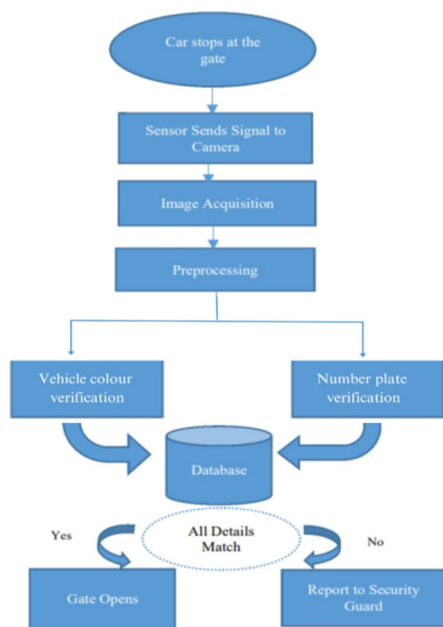 Car stops at the
gate
Sensor Sends Signal to
Camera
Image Acquisition
Preprocessing
Vehicle colour
verification
Number plate
verification
Database
All Details
Match
Yes
No
Gate Opens
Report to Security
Guard